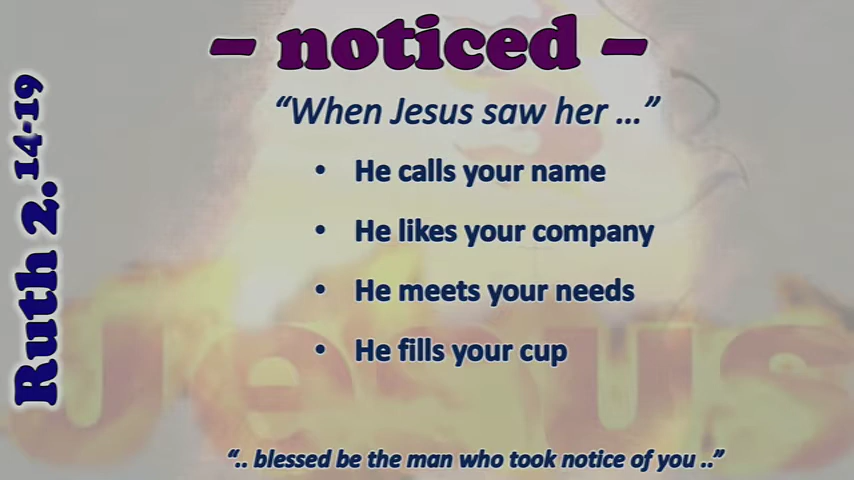 – noticed –
Ruth 2.14-19
“When Jesus saw her ...”
• He calls your name
• He likes your company
• He meets your needs
• He fills your cup
Jesus
“.. blessed be the man who took notice of you ..”